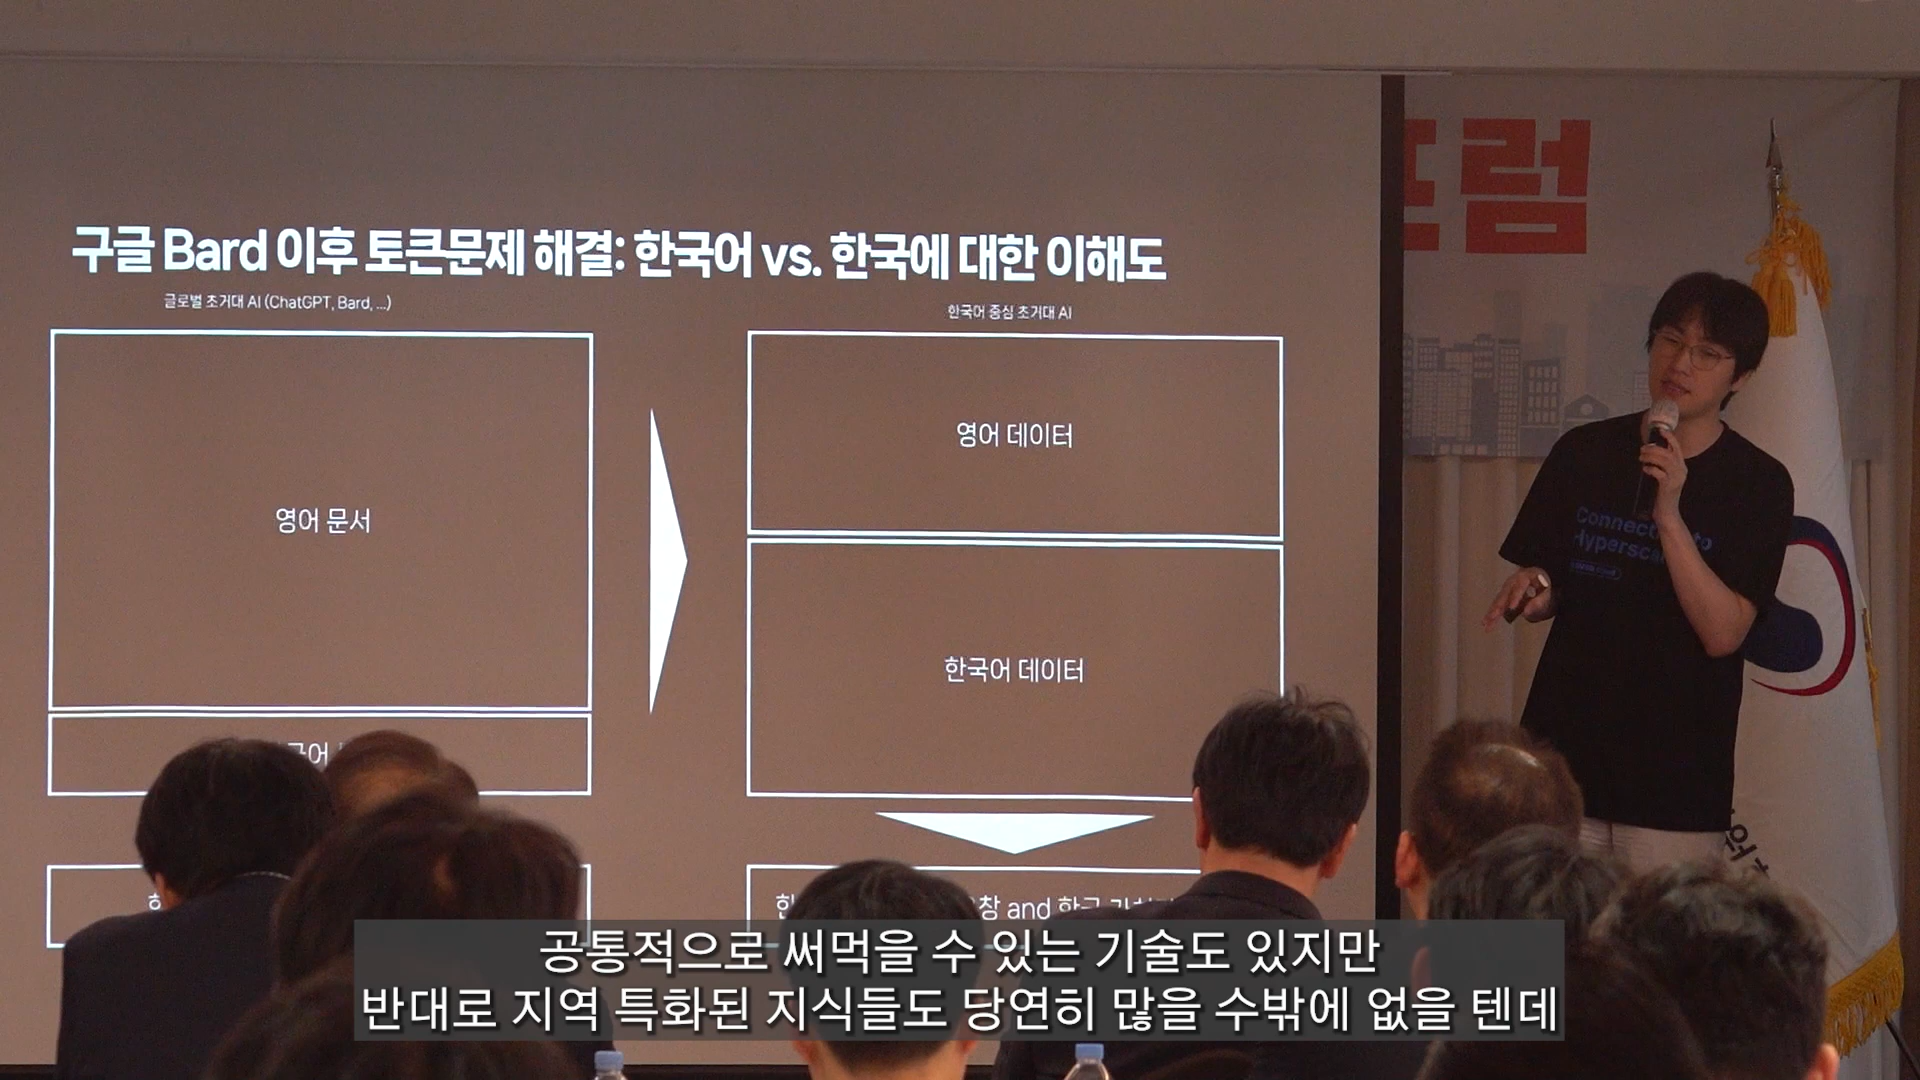 구글 Bard 이후 토큰문제 해결: 한국어 vs. 한국에 대한 이해도
글로벌 초거대 AI (ChatGPT, Bard, ...)
한국어 중심 초거대 AI
영어 문서
영어 데이터
한국어 데이터
럼
and 한국
공통적으로 써먹을 수 있는 기술도 있지만
반대로 지역 특화된 지식들도 당연히 많을 수밖에 없을 텐데